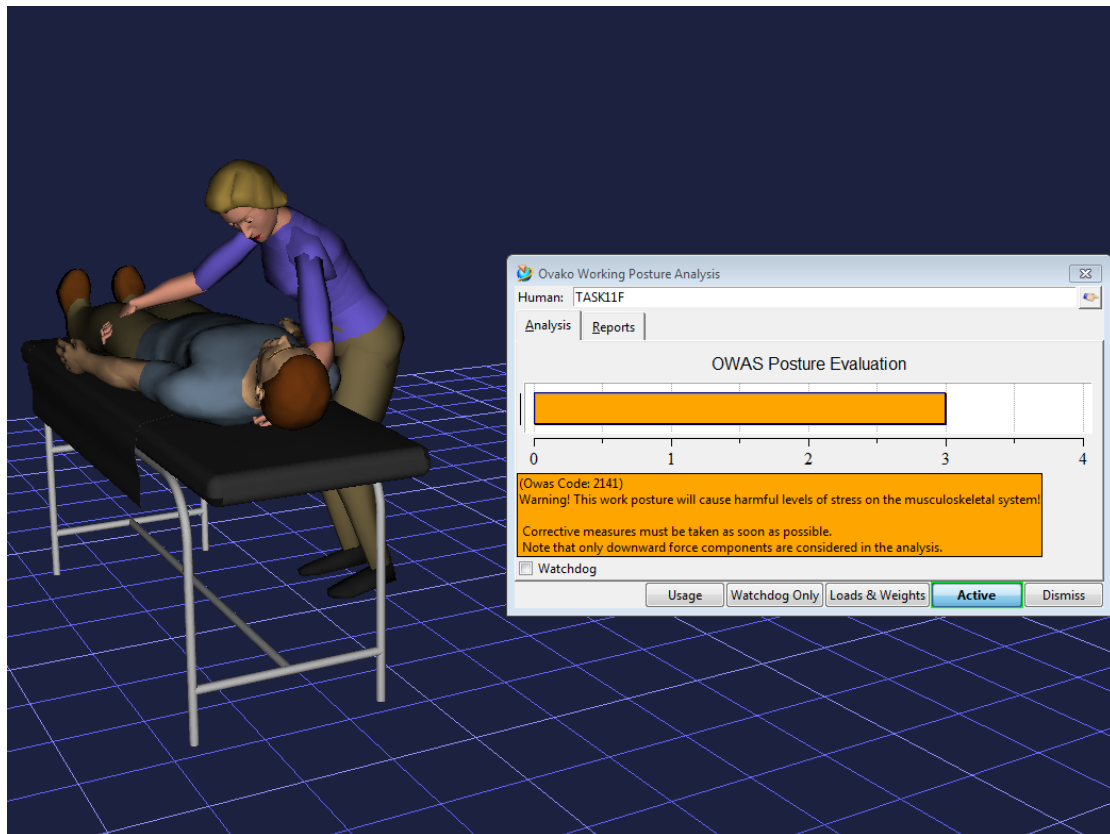 Ovako Working Posture Analysis
Human: TASK11F
Analysis Reports
OWAS Posture Evaluation
0 1 2 3 4
(Owas Code: 2141)
Warning! This work posture will cause harmful levels of stress on the musculoskeletal system!
Corrective measures must be taken as soon as possible.
Note that only downward force components are considered in the analysis.
Watchdog
Usage Watchdog Only Loads & Weights Active Dismiss